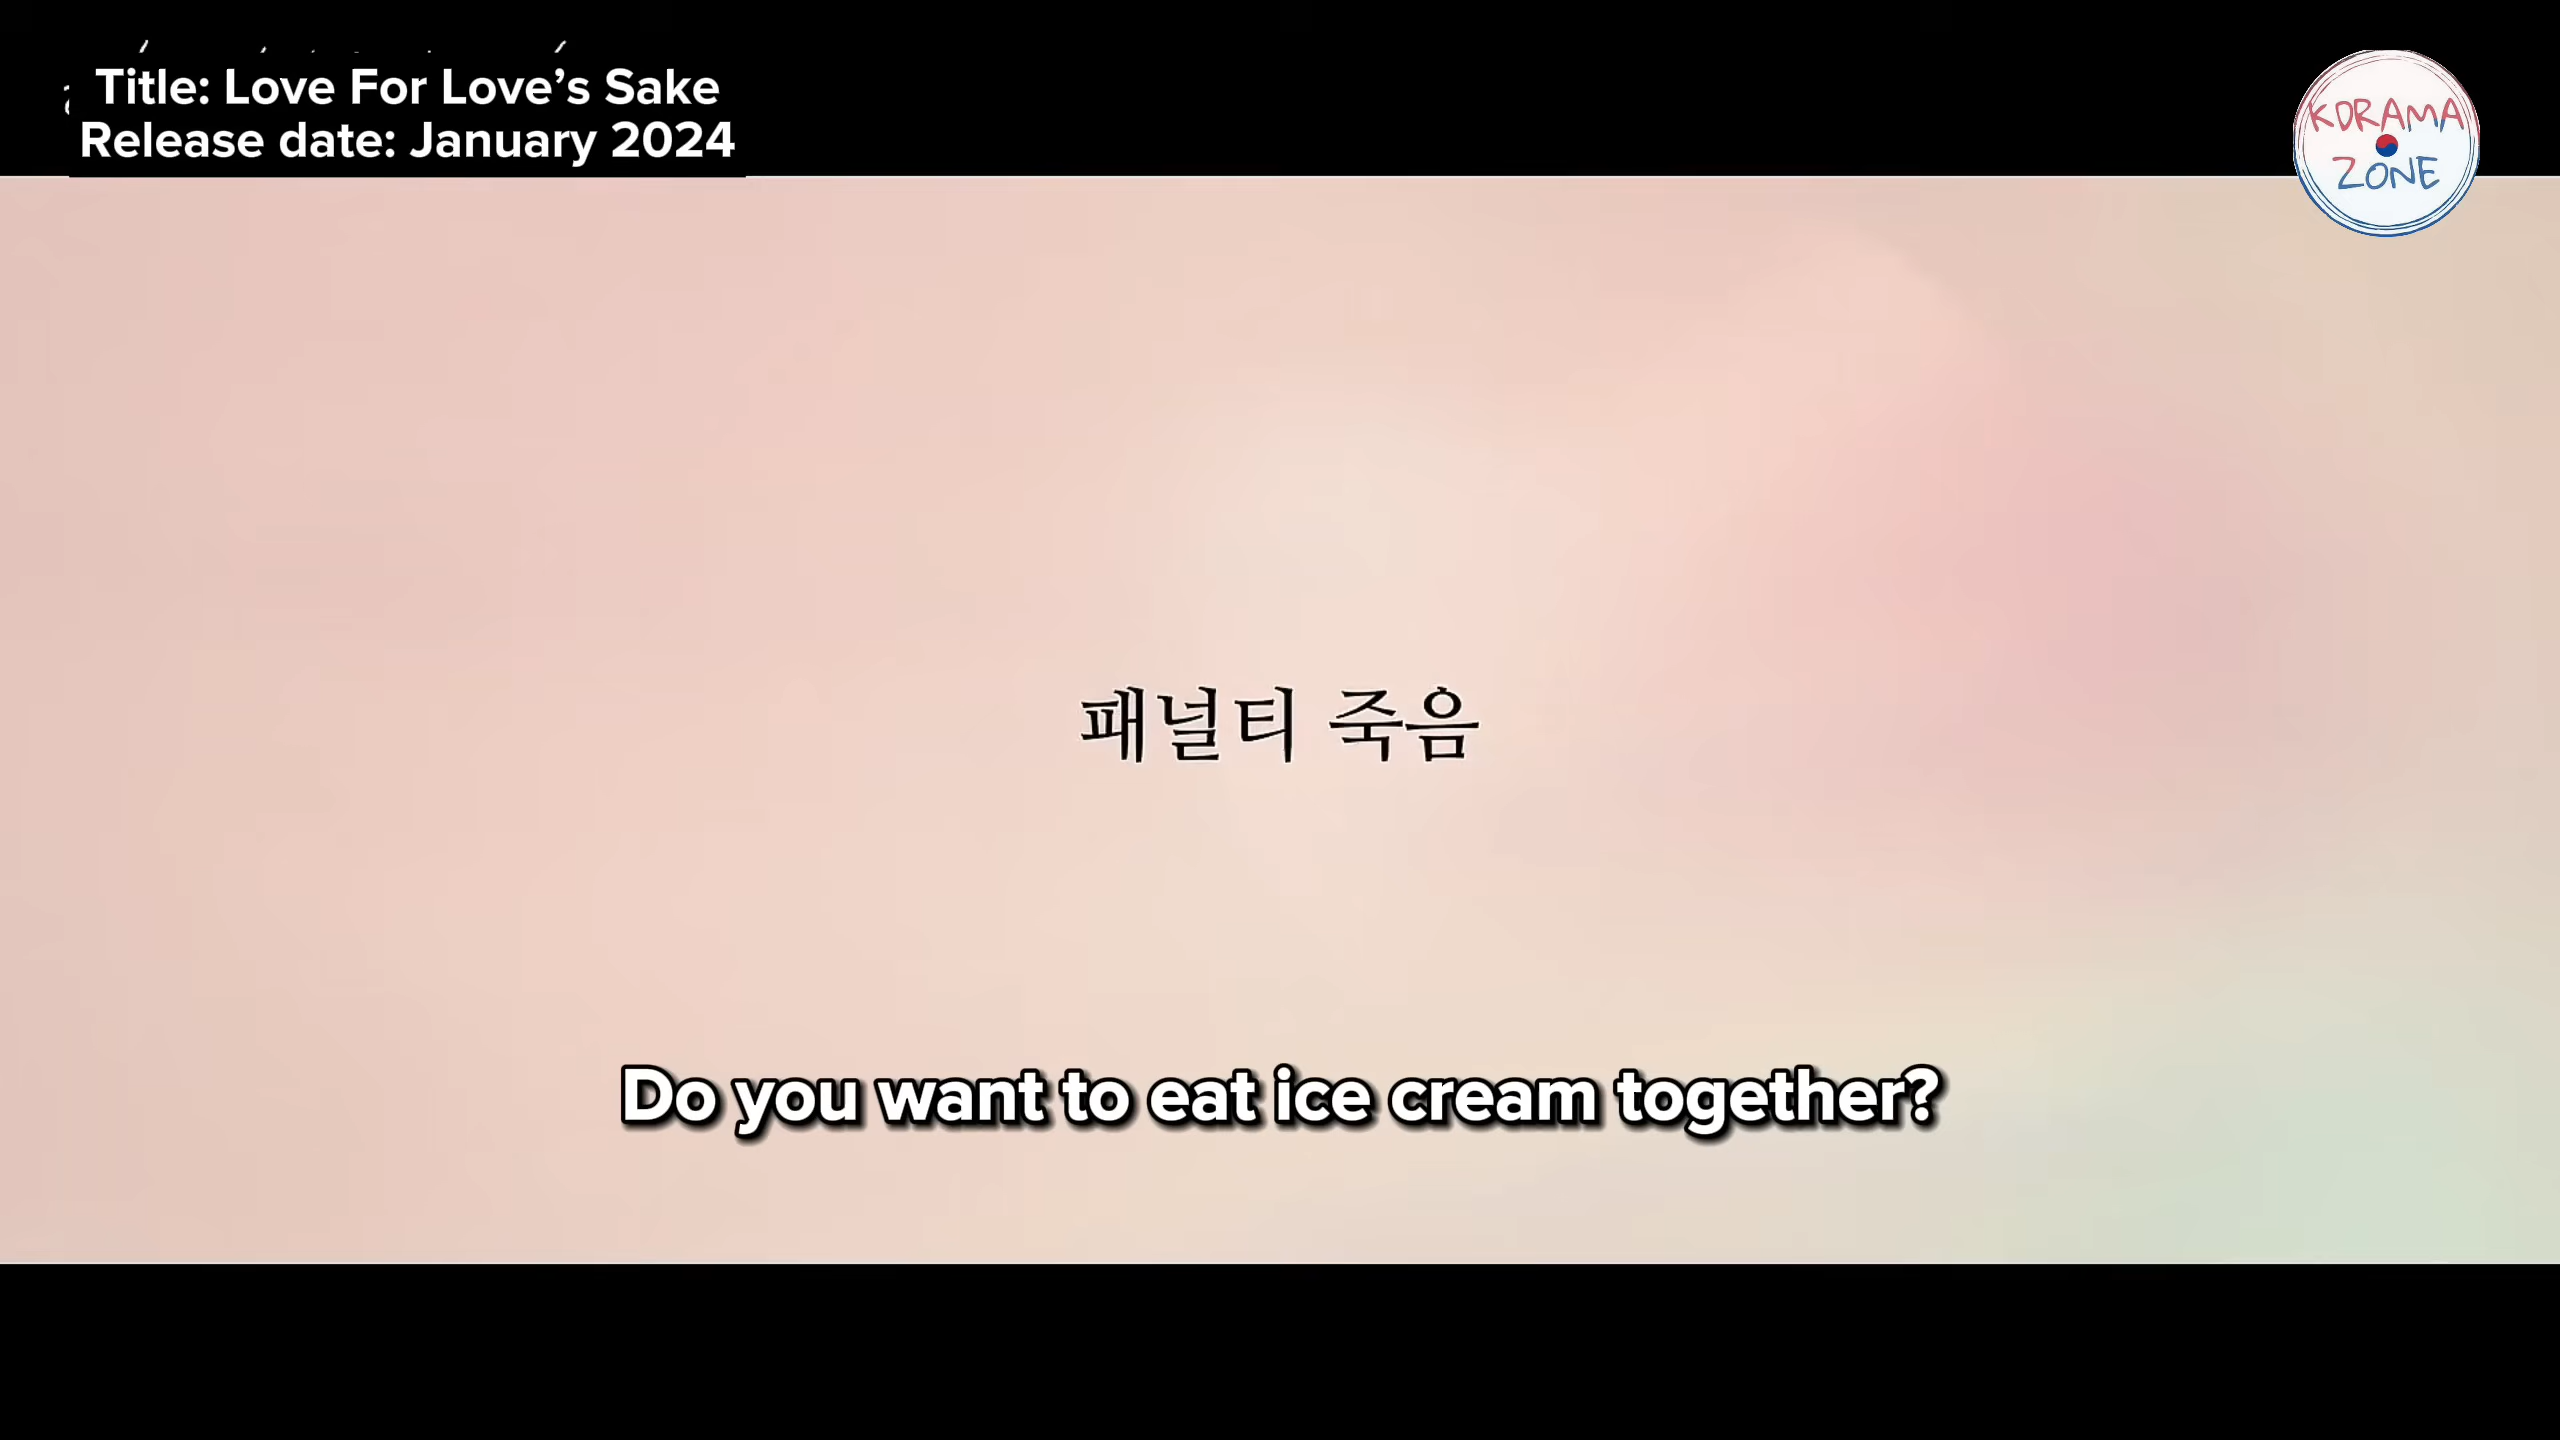 Title: Love For Love’s Sake
Release date: January 2024
KDRAMA
ZONE
패널티 죽음
Do you want to eat ice cream together?